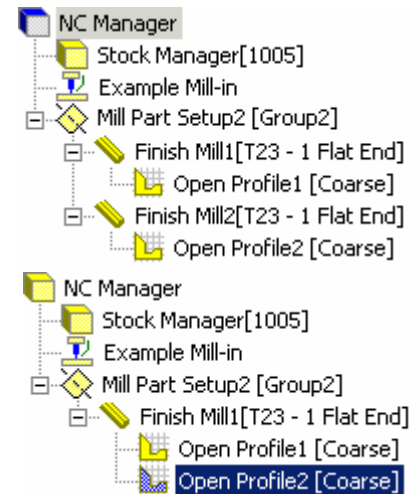 NC Manager
Stock Manager[1005]
Example Mill-in
Mill Part Setup2 [Group2]
Finish Mill1[T23 - 1 Flat End]
Open Profile1 [Coarse]
Finish Mill2[T23 - 1 Flat End]
Open Profile2 [Coarse]
NC Manager
Stock Manager[1005]
Example Mill-in
Mill Part Setup2 [Group2]
Finish Mill1[T23 - 1 Flat End]
Open Profile1 [Coarse]
Open Profile2 [Coarse]